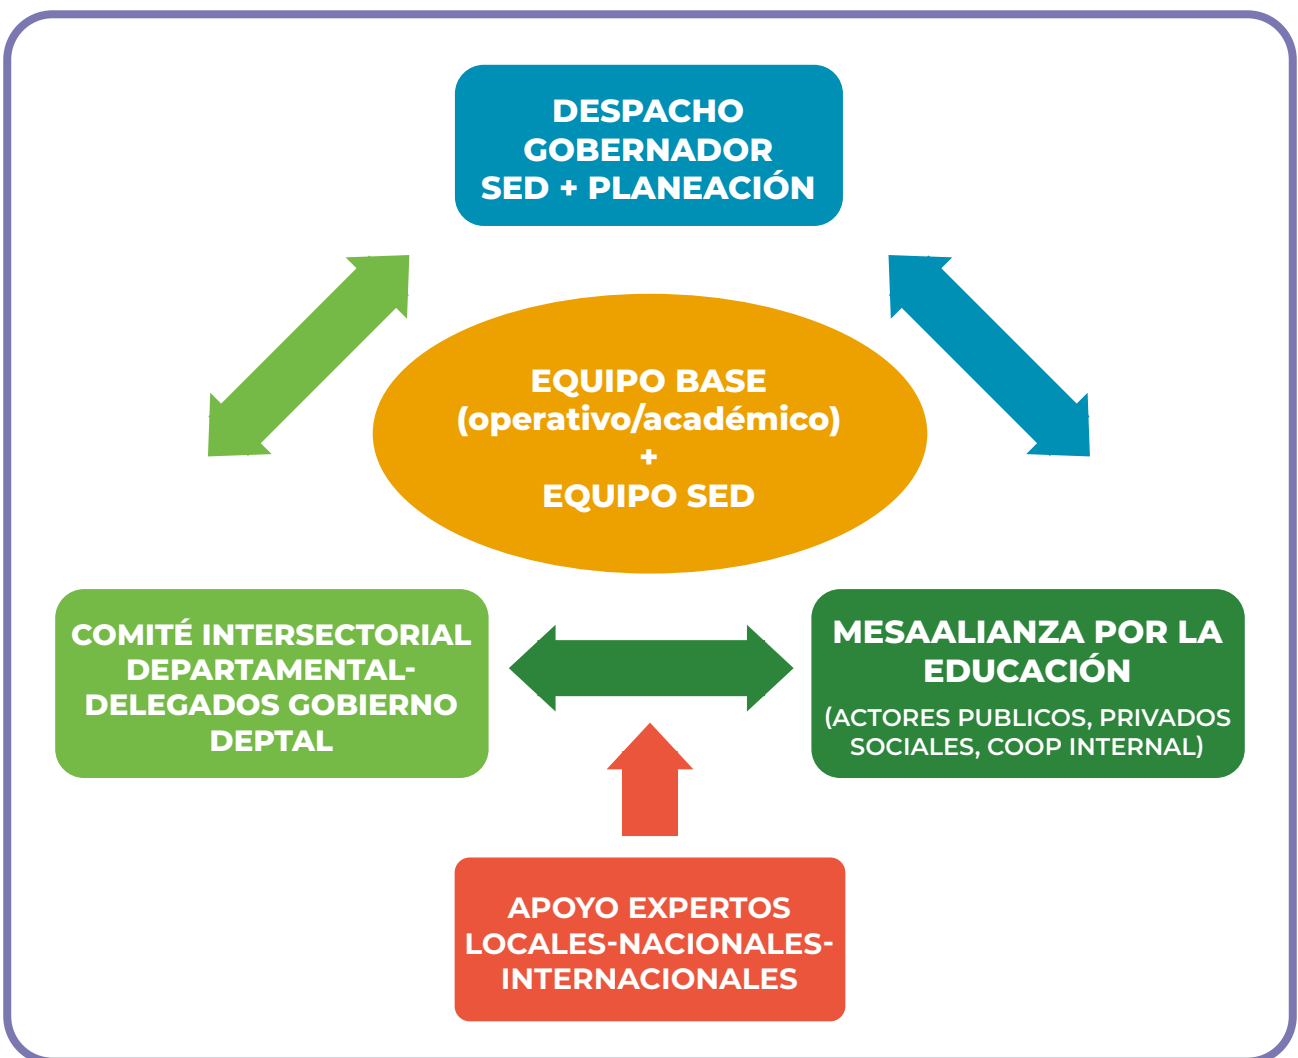 DESPACHO
GOBERNADOR
SED + PLANEACIÓN
EQUIPO BASE
(operativo/académico)
+
EQUIPO SED
COMITÉ INTERSECTORIAL
DEPARTAMENTAL-
DELEGADOS GOBIERNO
DEPTAL
MESAALIANZA POR LA
EDUCACIÓN
(ACTORES PUBLICOS, PRIVADOS
SOCIALES, COOP INTERNAL)
APOYO EXPERTOS
LOCALES-NACIONALES-
INTERNACIONALES